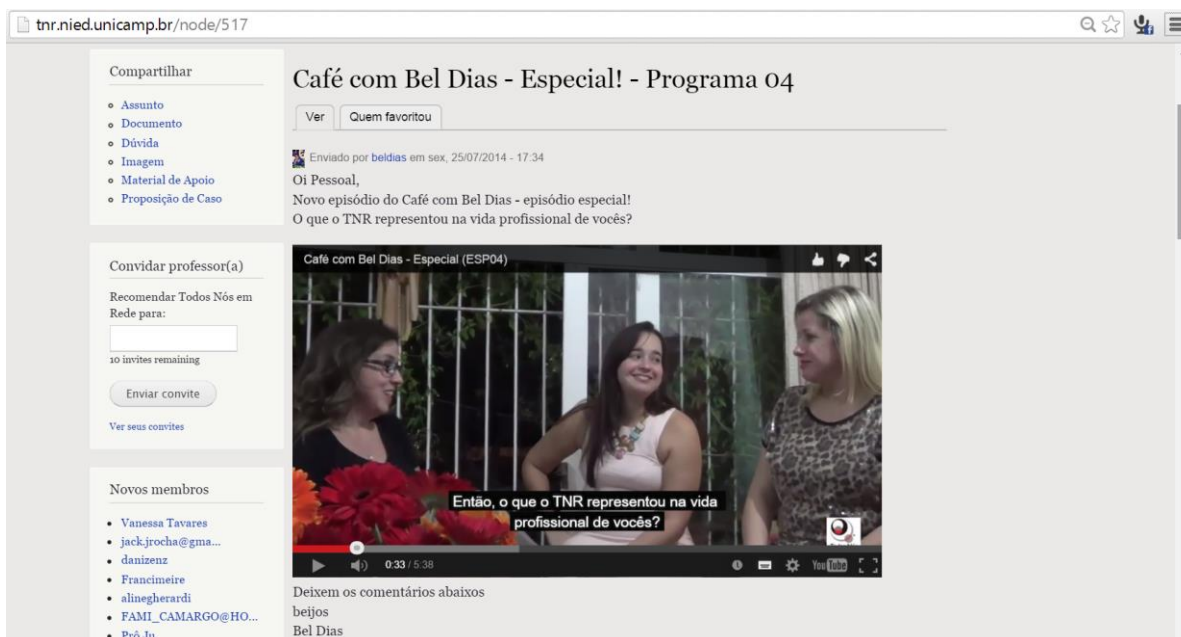 tnr.nied.unicamp.br/node/517
Compartilhar
Assunto
Documento
Dúvida
Imagem
Material de Apoio
Proposição de Caso
Convidar professor(a)
Recomendar Todos Nós em
Rede para:
10 invites remaining
Enviar convite
Ver seus convites
Novos membros
Vanessa Tavares
jack.jrocha@gma...
danizenz
Francimeire
alinegherardi
FAMI_CAMARGO@HO...
Prô Ju
Café com Bel Dias - Especial! - Programa 04
Ver
Quem favoritou
Enviado por beldias em sex, 25/07/2014 - 17:34
Oi Pessoal,
Novo episódio do Café com Bel Dias - episódio especial!
O que o TNR representou na vida profissional de vocês?
Café com Bel Dias - Especial (ESP04)
Então, o que o TNR representou na vida
profissional de vocês?
0:33 / 5:38
YouTube
Deixem os comentários abaixos
beijos
Bel Dias